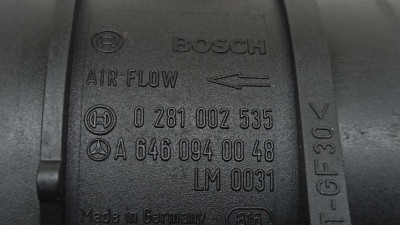 BOSCH
AIR FLOW
0 281 002 535
A 646 094 00 48
LM 0031
Made in Germany
T-GF30<